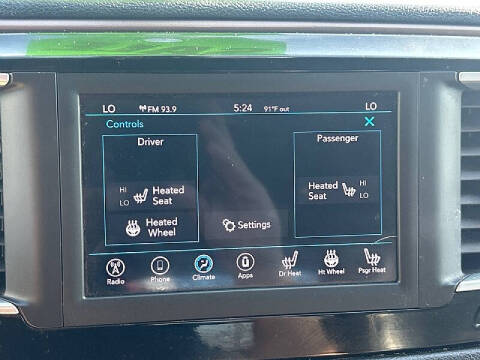 LO FM 93.9 5:24 91°F out LO
Controls
Driver
Passenger
HI
LO
Heated
Seat
Heated
Wheel
Settings
Heated
Seat
HI
LO
Radio Phone Climate Apps Dr Heat Ht Wheel Psgr Heat